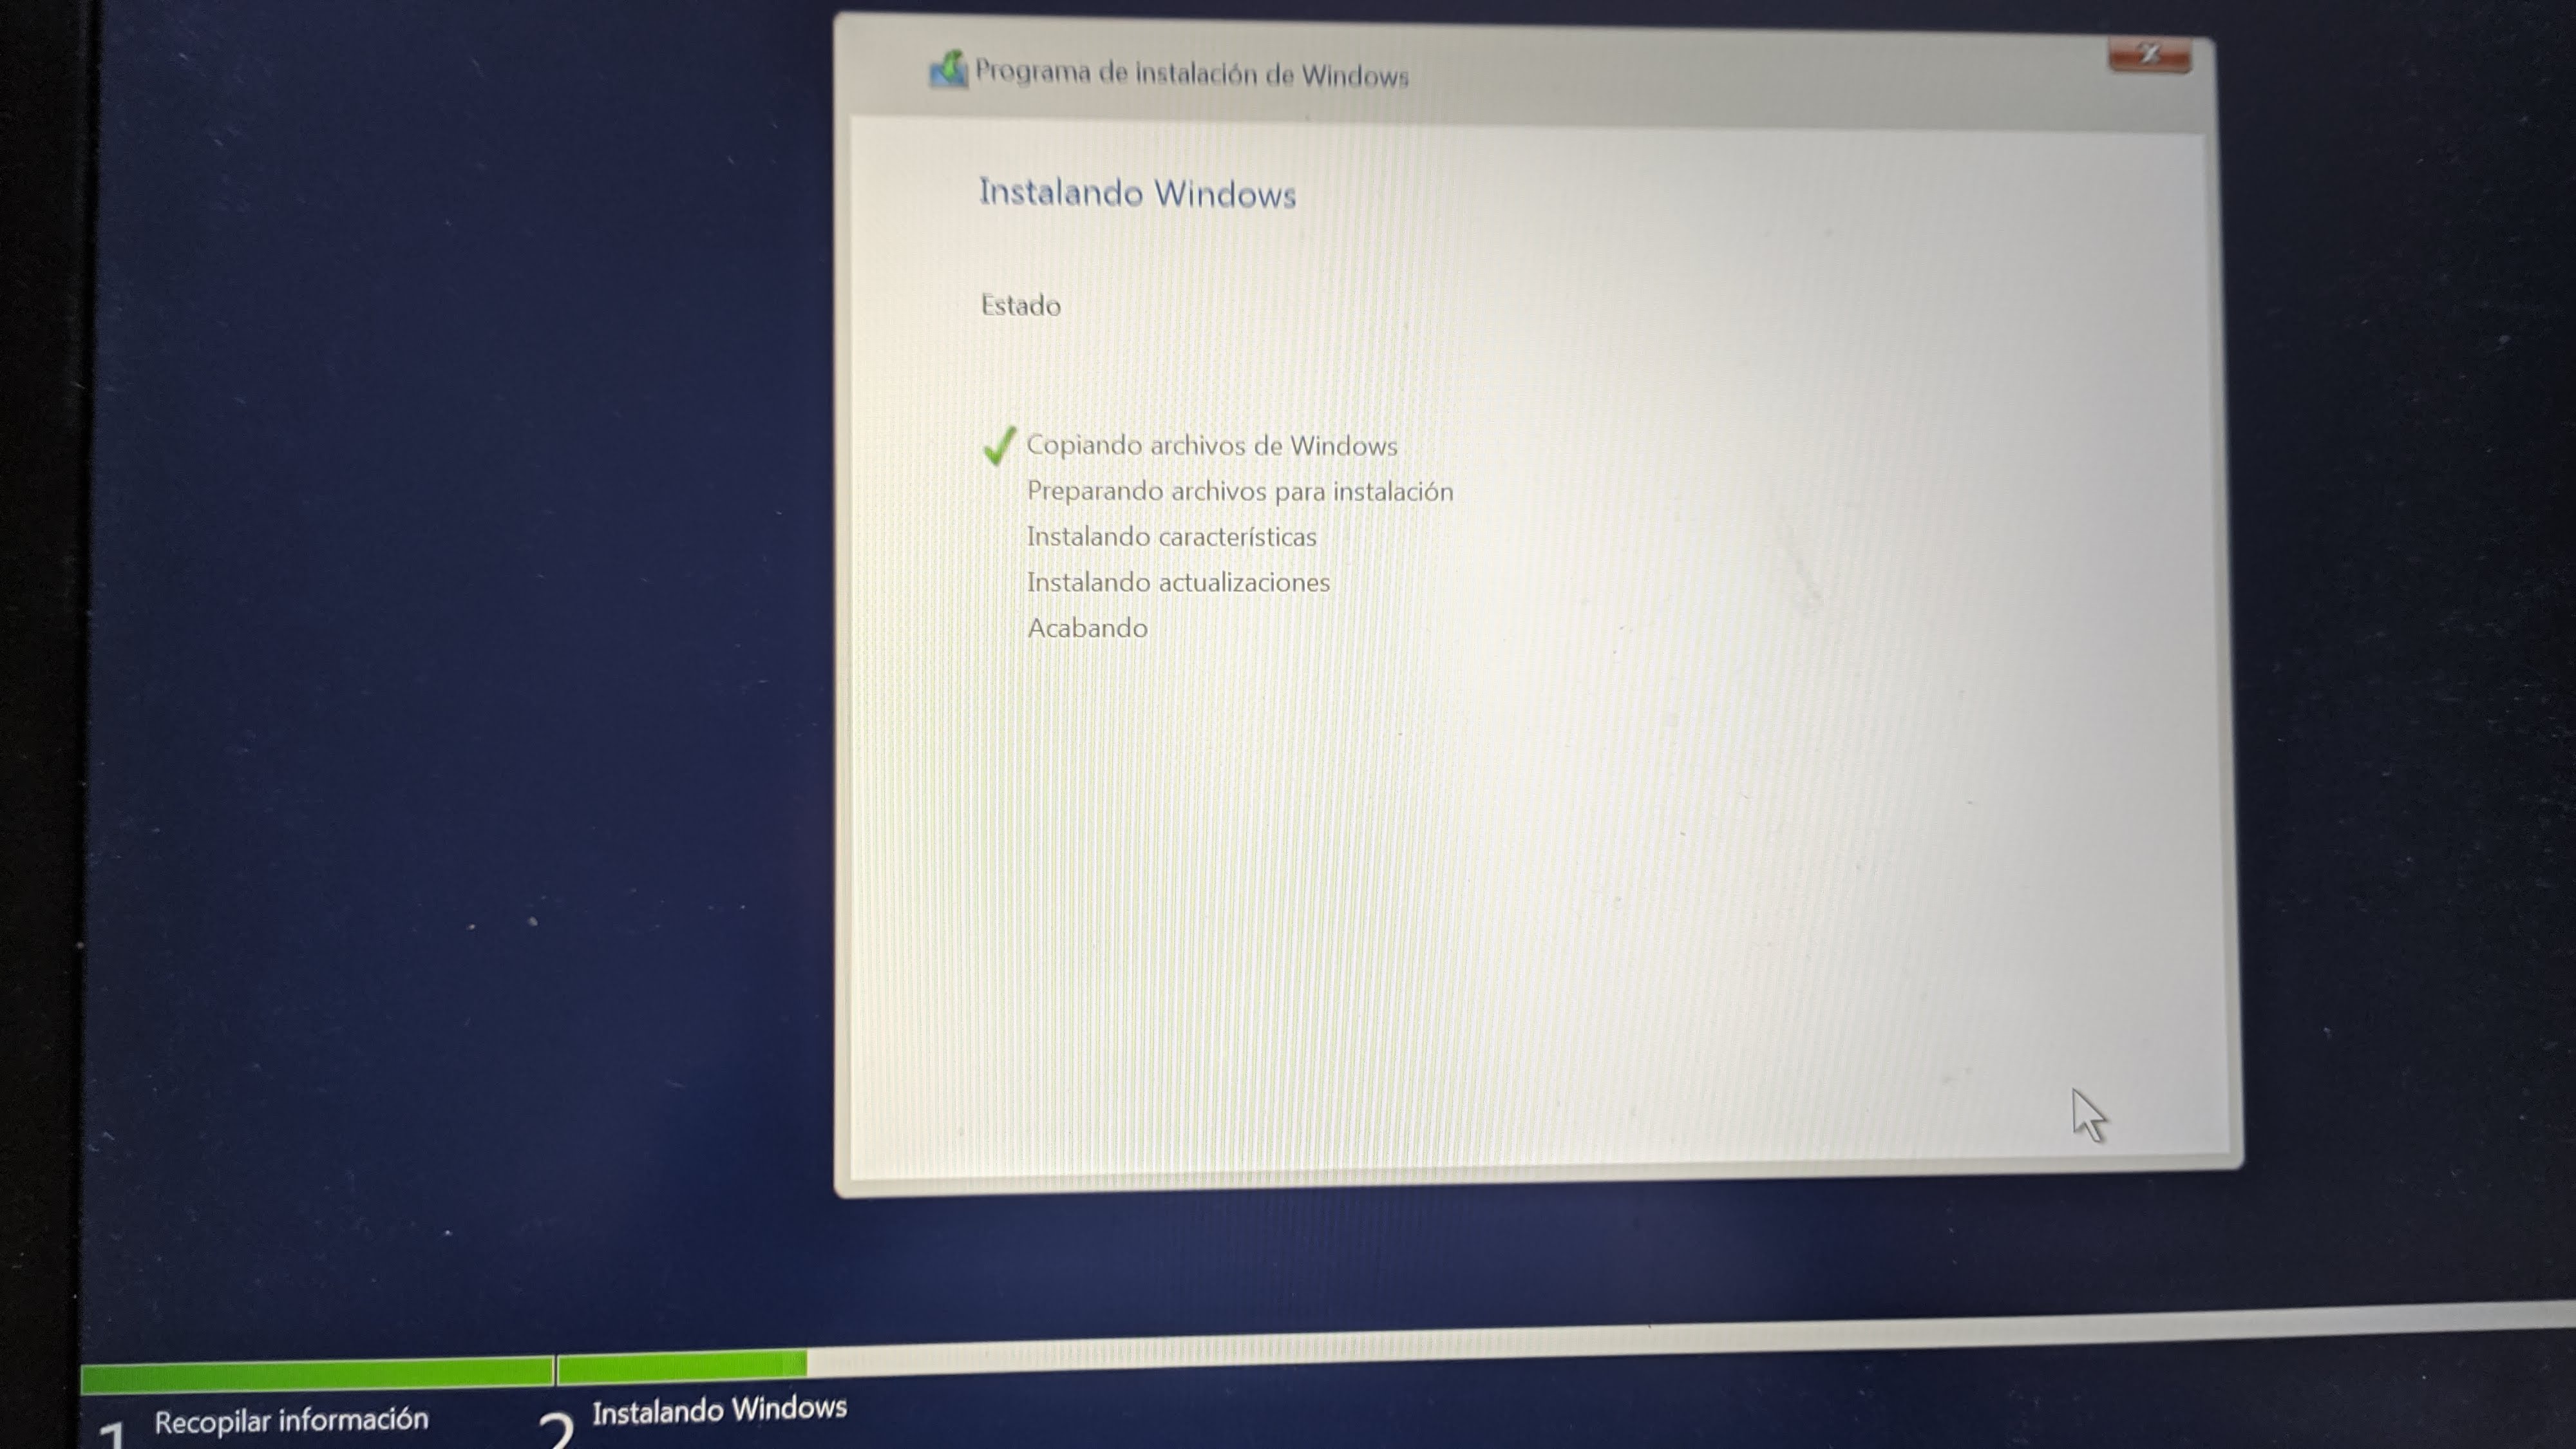 Programa de instalación de Windows
Instalando Windows
Estado
Copiando archivos de Windows
Preparando archivos para instalación
Instalando características
Instalando actualizaciones
Acabando
1 Recopilar información
2 Instalando Windows